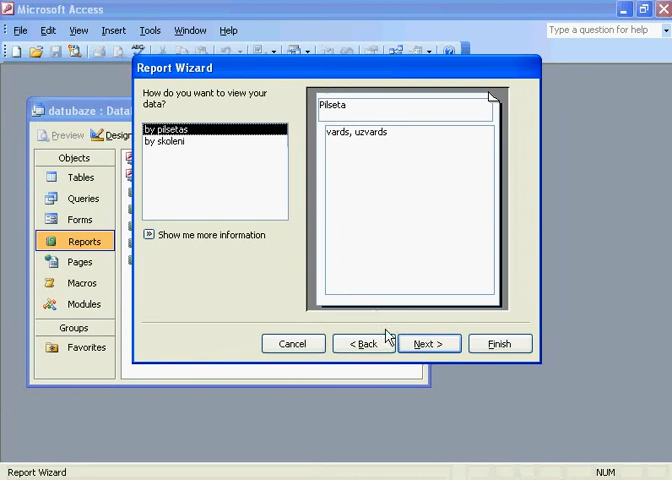 Microsoft Access
File Edit View Insert Tools Window Help
Type a question for help
Report Wizard
How do you want to view your
data?
by pilsetas
by skoleni
Show me more information
Pilseta
vards, uzvards
Cancel
< Back
Next >
Finish
datubaze : Data
Preview
Design
Objects
Tables
Queries
Forms
Reports
Pages
Macros
Modules
Groups
Favorites
Report Wizard
NUM